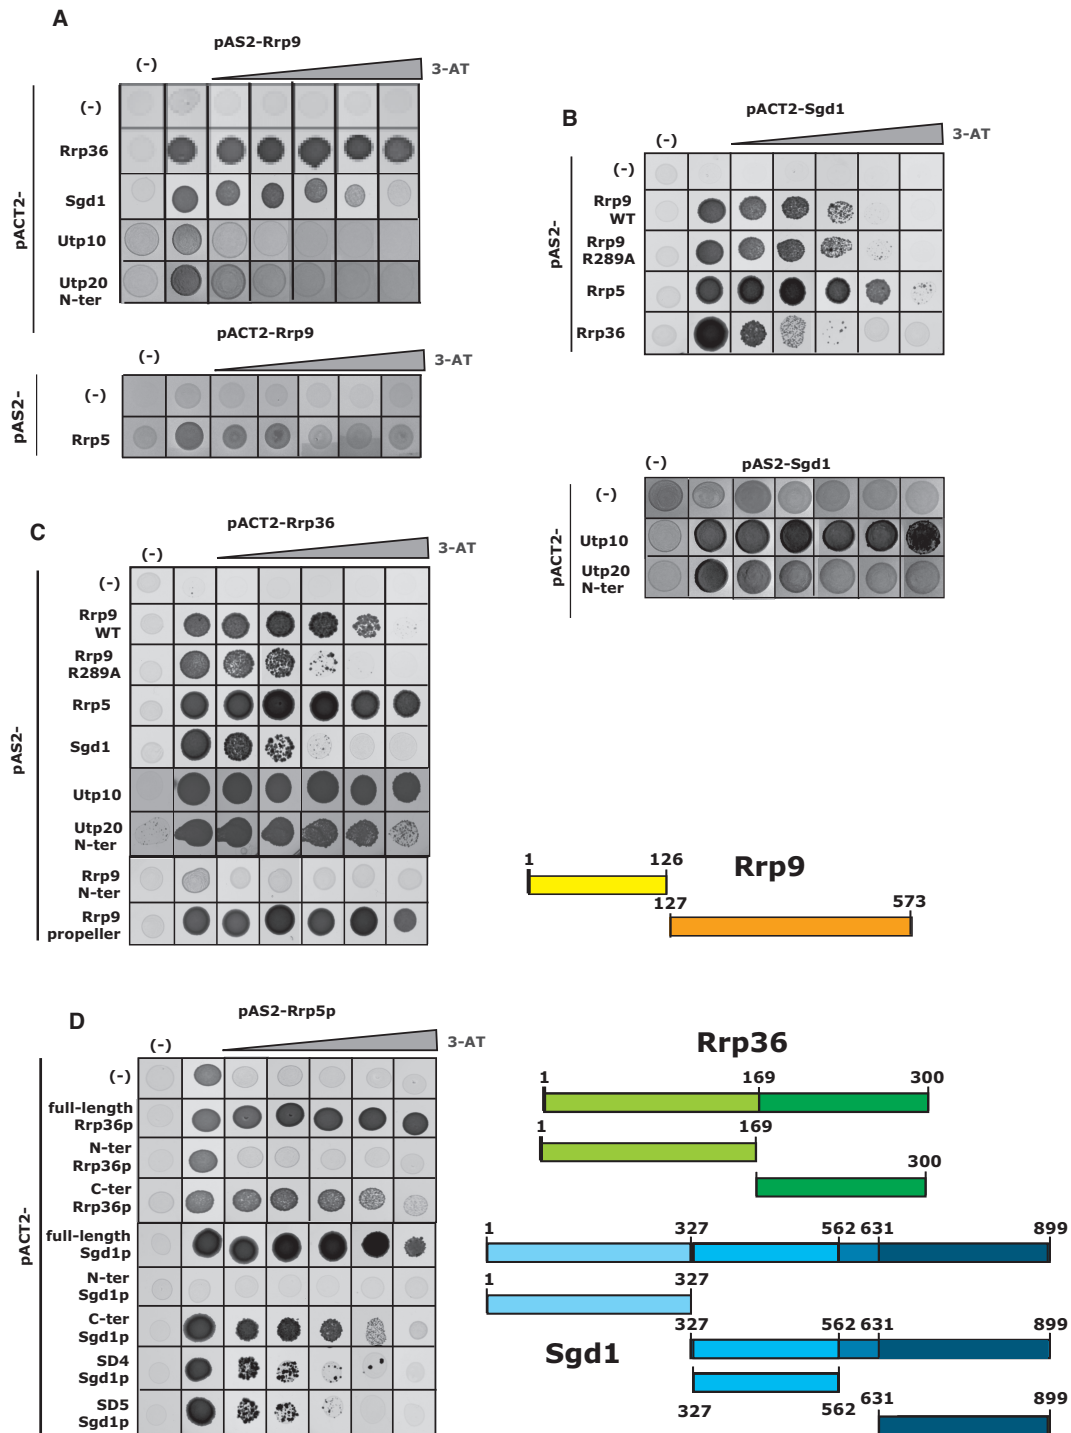 A
pAS2-Rrp9
(-)
3-AT
pACT2-
(-)
Rrp36
Sgd1
Utp10
Utp20
N-ter
pACT2-Rrp9
(-)
3-AT
pAS2-
(-)
Rrp5
B
pACT2-Sgd1
(-)
3-AT
pAS2-
(-)
Rrp9
WT
Rrp9
R289A
Rrp5
Rrp36
(-)
pAS2-Sgd1
pACT2-
(-)
Utp10
Utp20
N-ter
C
pACT2-Rrp36
(-)
3-AT
pAS2-
(-)
Rrp9
WT
Rrp9
R289A
Rrp5
Sgd1
Utp10
Utp20
N-ter
Rrp9
N-ter
Rrp9
propeller
1 126
Rrp9
127 573
D
pAS2-Rrp5p
(-)
3-AT
pACT2-
(-)
full-length
Rrp36p
N-ter
Rrp36p
C-ter
Rrp36p
full-length
Sgd1p
N-ter
Sgd1p
C-ter
Sgd1p
SD4
Sgd1p
SD5
Sgd1p
Rrp36
1 169 300
1 169
300
1 327 562 631 899
1 327
327 562 631 899
Sgd1
327 562 631 899